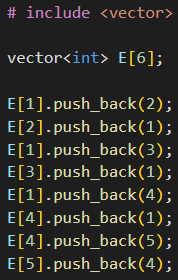 # include <vector>
vector<int> E[6];
E[1].push_back(2);
E[2].push_back(1);
E[1].push_back(3);
E[3].push_back(1);
E[1].push_back(4);
E[4].push_back(1);
E[4].push_back(5);
E[5].push_back(4);